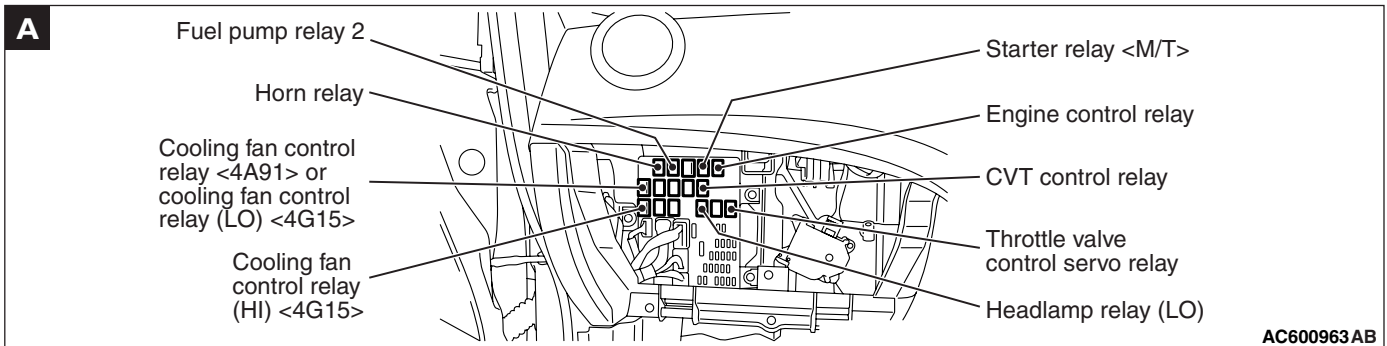 A
Fuel pump relay 2
Horn relay
Cooling fan control
relay <4A91> or
cooling fan control
relay (LO) <4G15>
Cooling fan
control relay
(HI) <4G15>
Starter relay <M/T>
Engine control relay
CVT control relay
Throttle valve
control servo relay
Headlamp relay (LO)
AC600963AB